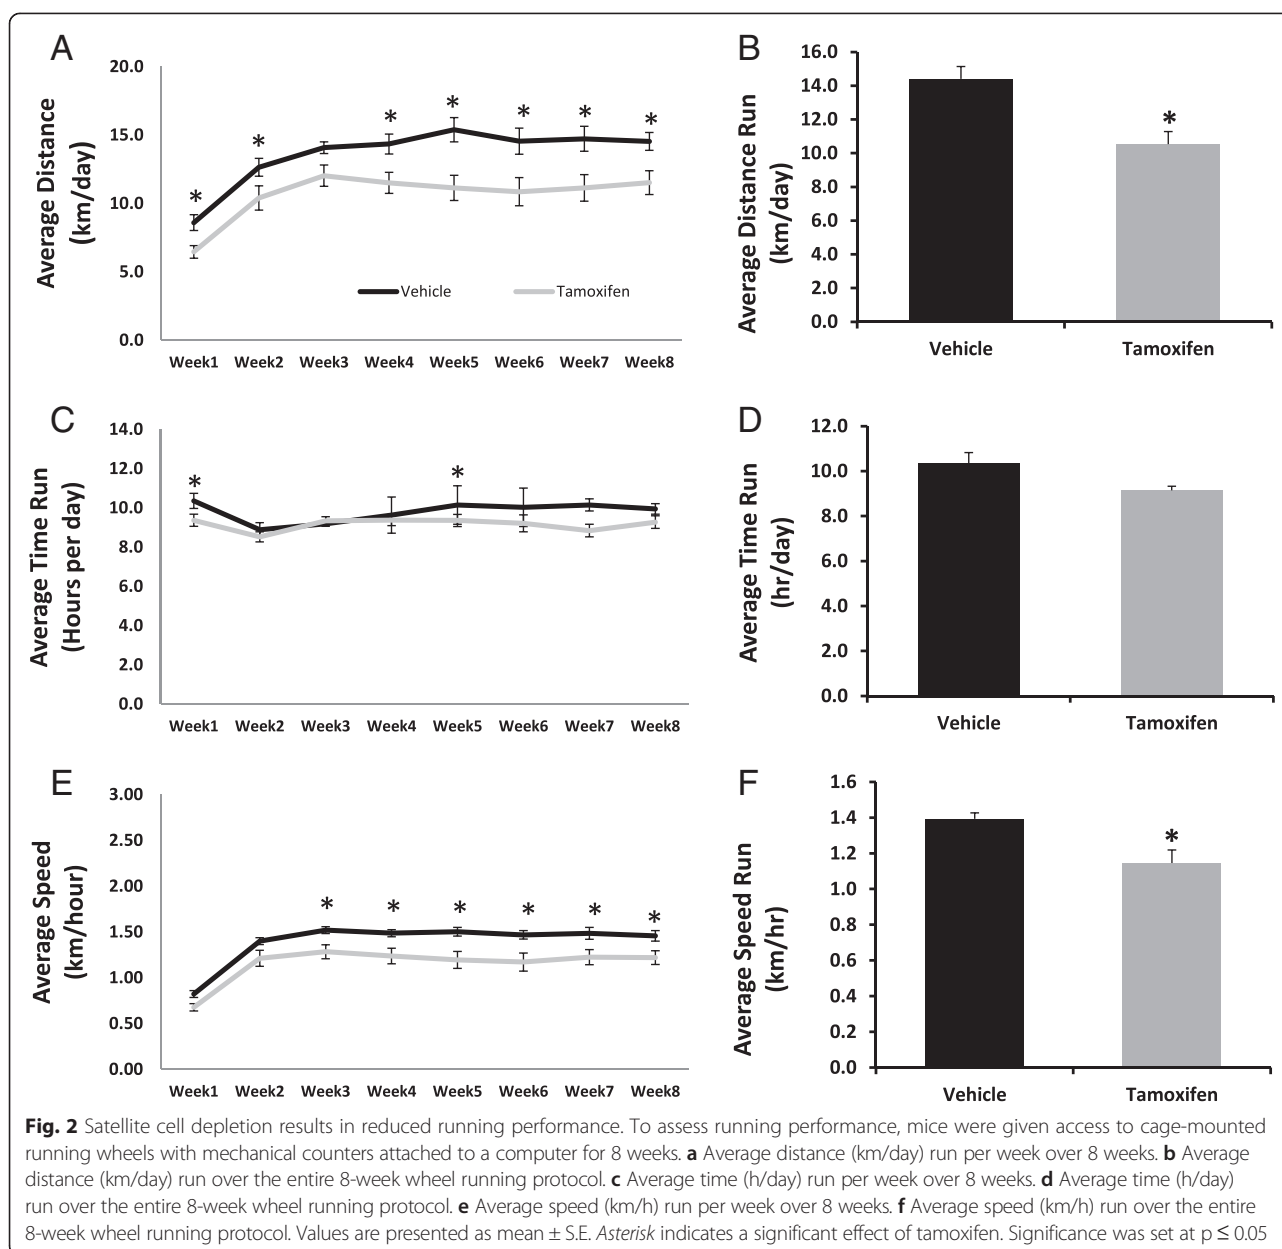 A
20.0
15.0
10.0
5.0
0.0
Average Distance
(km/day)
*
*
*
*
*
*
*
Vehicle Tamoxifen
Week1 Week2 Week3 Week4 Week5 Week6 Week7 Week8
B
16.0
14.0
12.0
10.0
8.0
6.0
4.0
2.0
0.0
Average Distance Run
(km/day)
*
Vehicle Tamoxifen
C
14.0
12.0
10.0
8.0
6.0
4.0
2.0
0.0
Average Time Run
(Hours per day)
*
*
Week1 Week2 Week3 Week4 Week5 Week6 Week7 Week8
D
12.0
10.0
8.0
6.0
4.0
2.0
0.0
Average Time Run
(hr/day)
Vehicle Tamoxifen
E
3.00
2.50
2.00
1.50
1.00
0.50
0.00
Average Speed
(km/hour)
*
*
*
*
*
*
Week1 Week2 Week3 Week4 Week5 Week6 Week7 Week8
F
1.6
1.4
1.2
1.0
0.8
0.6
0.4
0.2
0.0
Average Speed Run
(km/hr)
*
Vehicle Tamoxifen
Fig. 2 Satellite cell depletion results in reduced running performance. To assess running performance, mice were given access to cage-mounted
running wheels with mechanical counters attached to a computer for 8 weeks. a Average distance (km/day) run per week over 8 weeks. b Average
distance (km/day) run over the entire 8-week wheel running protocol. c Average time (h/day) run per week over 8 weeks. d Average time (h/day)
run over the entire 8-week wheel running protocol. e Average speed (km/h) run per week over 8 weeks. f Average speed (km/h) run over the entire
8-week wheel running protocol. Values are presented as mean ± S.E. Asterisk indicates a significant effect of tamoxifen. Significance was set at p ≤ 0.05